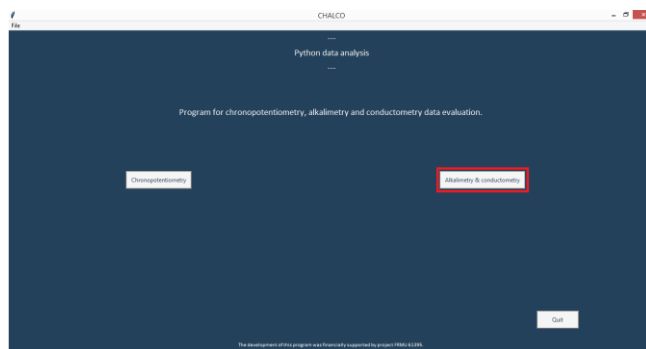 CHALCO
File
Python data analysis
Program for chronopotentiometry, alkalimetry and conductometry data evaluation.
Chronopotentiometry
Alkalimetry & conductometry
Quit
The development of this program was financially supported by project FRMU 61395.